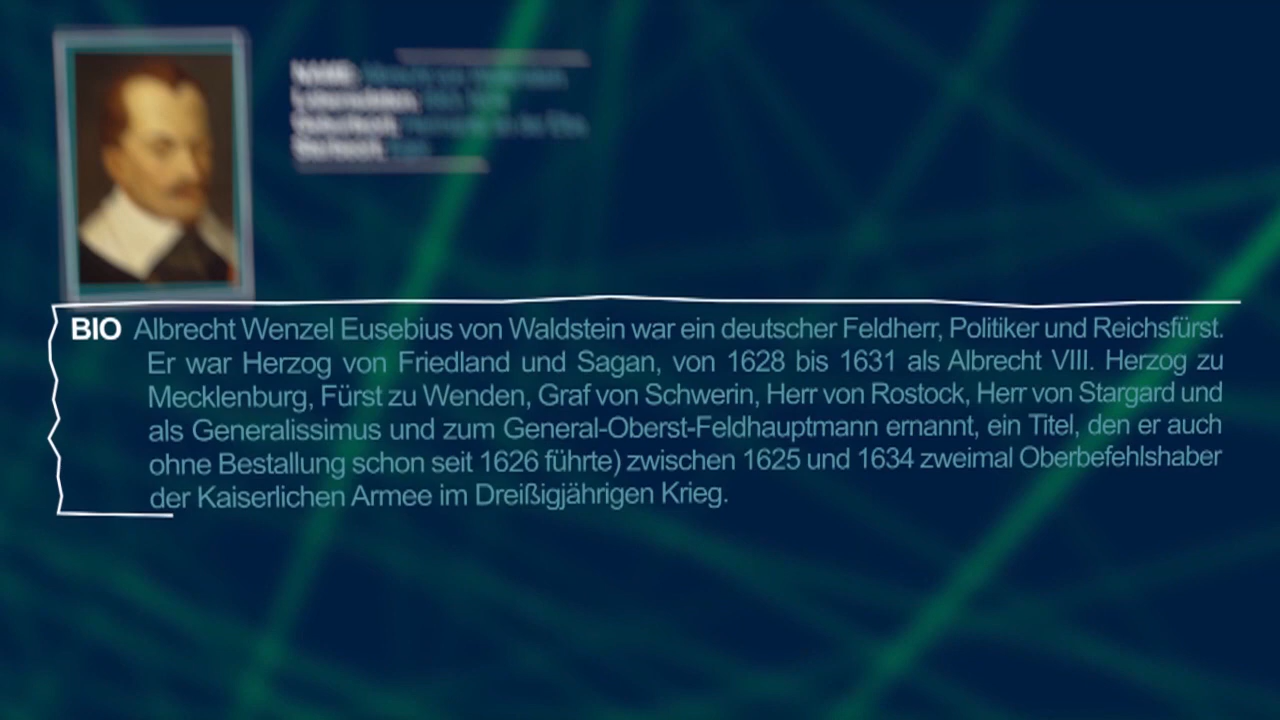 NAME:
BIO Albrecht Wenzel Eusebius von Waldstein war ein deutscher Feldherr, Politiker und Reichsfürst.
Er war Herzog von Friedland und Sagan, von 1628 bis 1631 als Albrecht VIII. Herzog zu
Mecklenburg, Fürst zu Wenden, Graf von Schwerin, Herr von Rostock, Herr von Stargard und
als Generalissimus und zum General-Oberst-Feldhauptmann ernannt, ein Titel, den er auch
ohne Bestallung schon seit 1626 führte) zwischen 1625 und 1634 zweimal Oberbefehlshaber
der Kaiserlichen Armee im Dreißigjährigen Krieg.